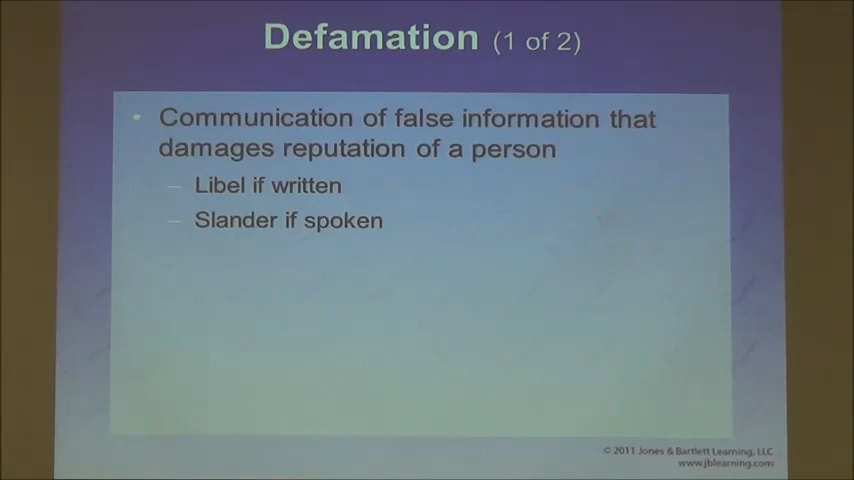 Defamation (1 of 2)
• Communication of false information that
damages reputation of a person
– Libel if written
– Slander if spoken
© 2011 Jones & Bartlett Learning, LLC
www.jblearning.com